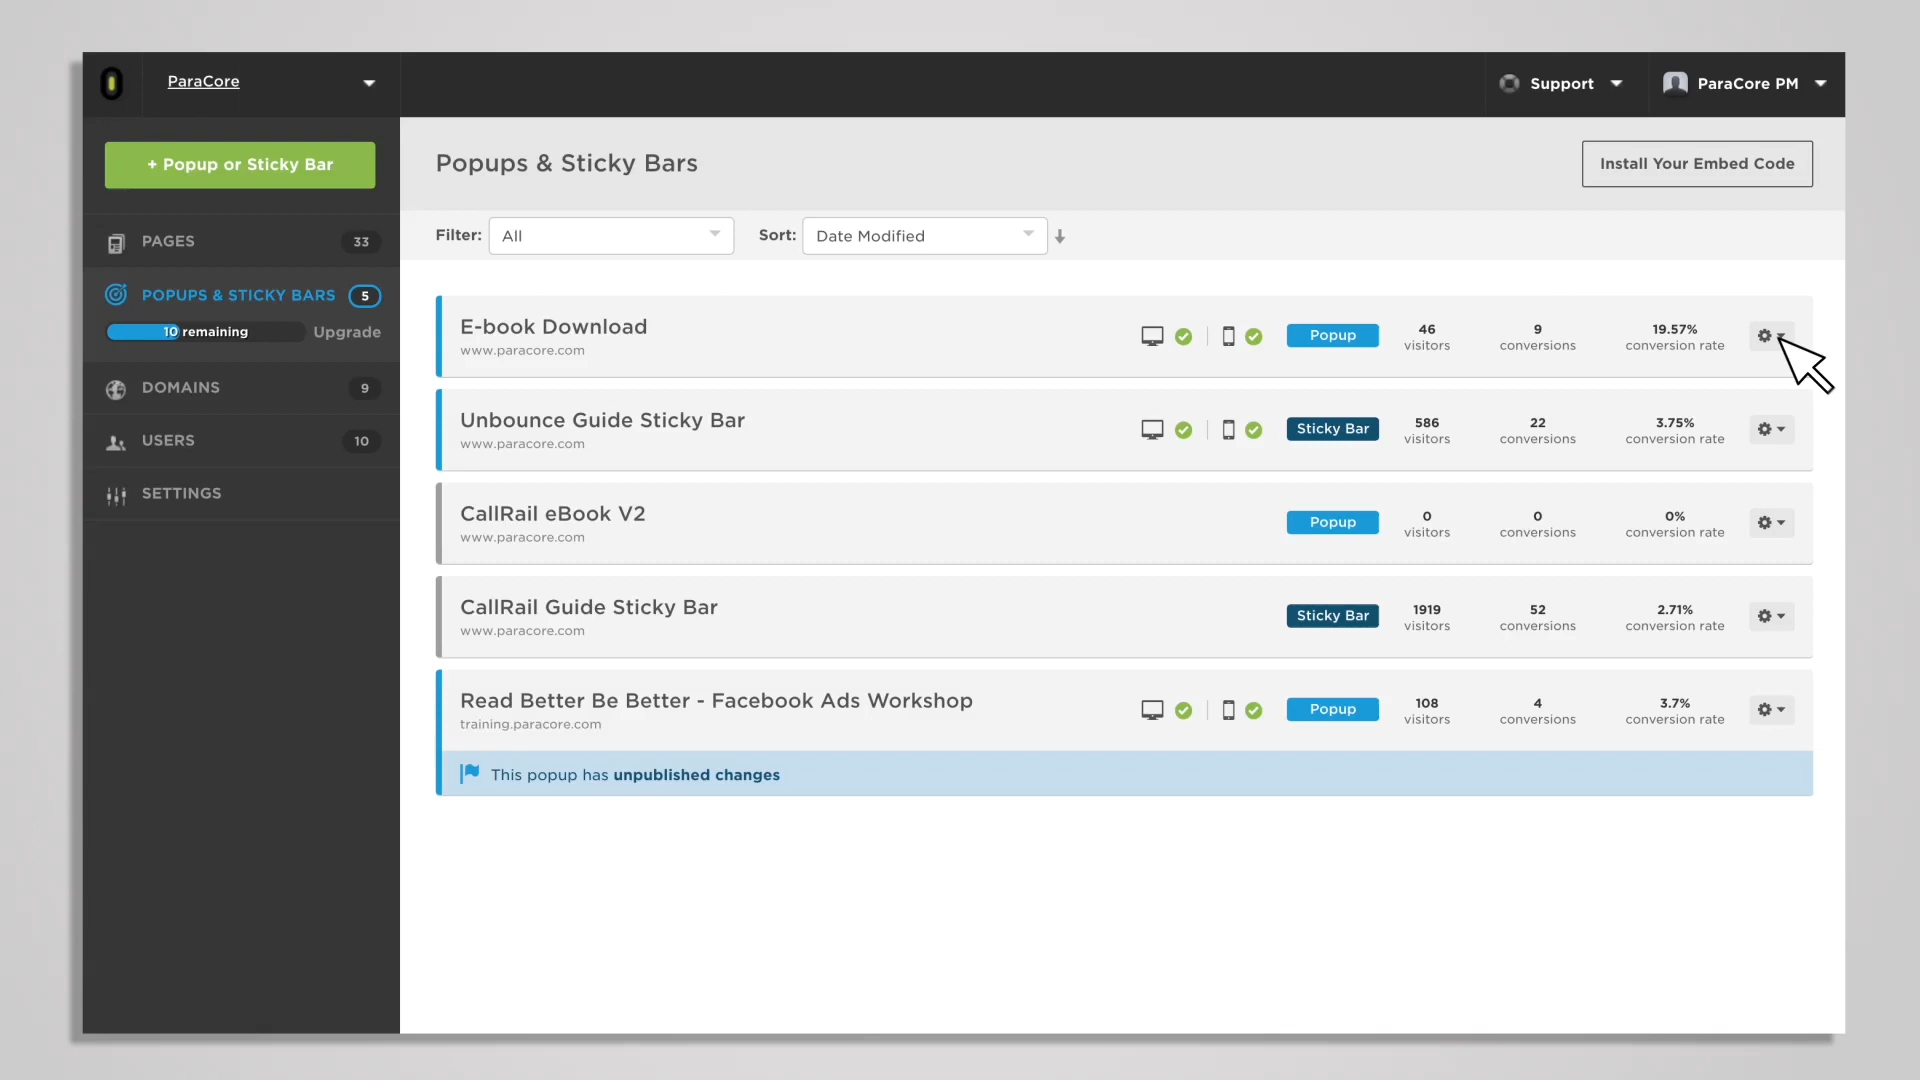 ParaCore
Support
ParaCore PM
+ Popup or Sticky Bar
Popups & Sticky Bars
Install Your Embed Code
Filter: All
Sort: Date Modified
PAGES 33
POPUPS & STICKY BARS 5
10 remaining Upgrade
DOMAINS 9
USERS 10
SETTINGS
E-book Download
www.paracore.com
Popup
46 visitors
9 conversions
19.57% conversion rate
Unbounce Guide Sticky Bar
www.paracore.com
Sticky Bar
586 visitors
22 conversions
3.75% conversion rate
CallRail eBook V2
www.paracore.com
Popup
0 visitors
0 conversions
0% conversion rate
CallRail Guide Sticky Bar
www.paracore.com
Sticky Bar
1919 visitors
52 conversions
2.71% conversion rate
Read Better Be Better - Facebook Ads Workshop
training.paracore.com
Popup
108 visitors
4 conversions
3.7% conversion rate
This popup has unpublished changes